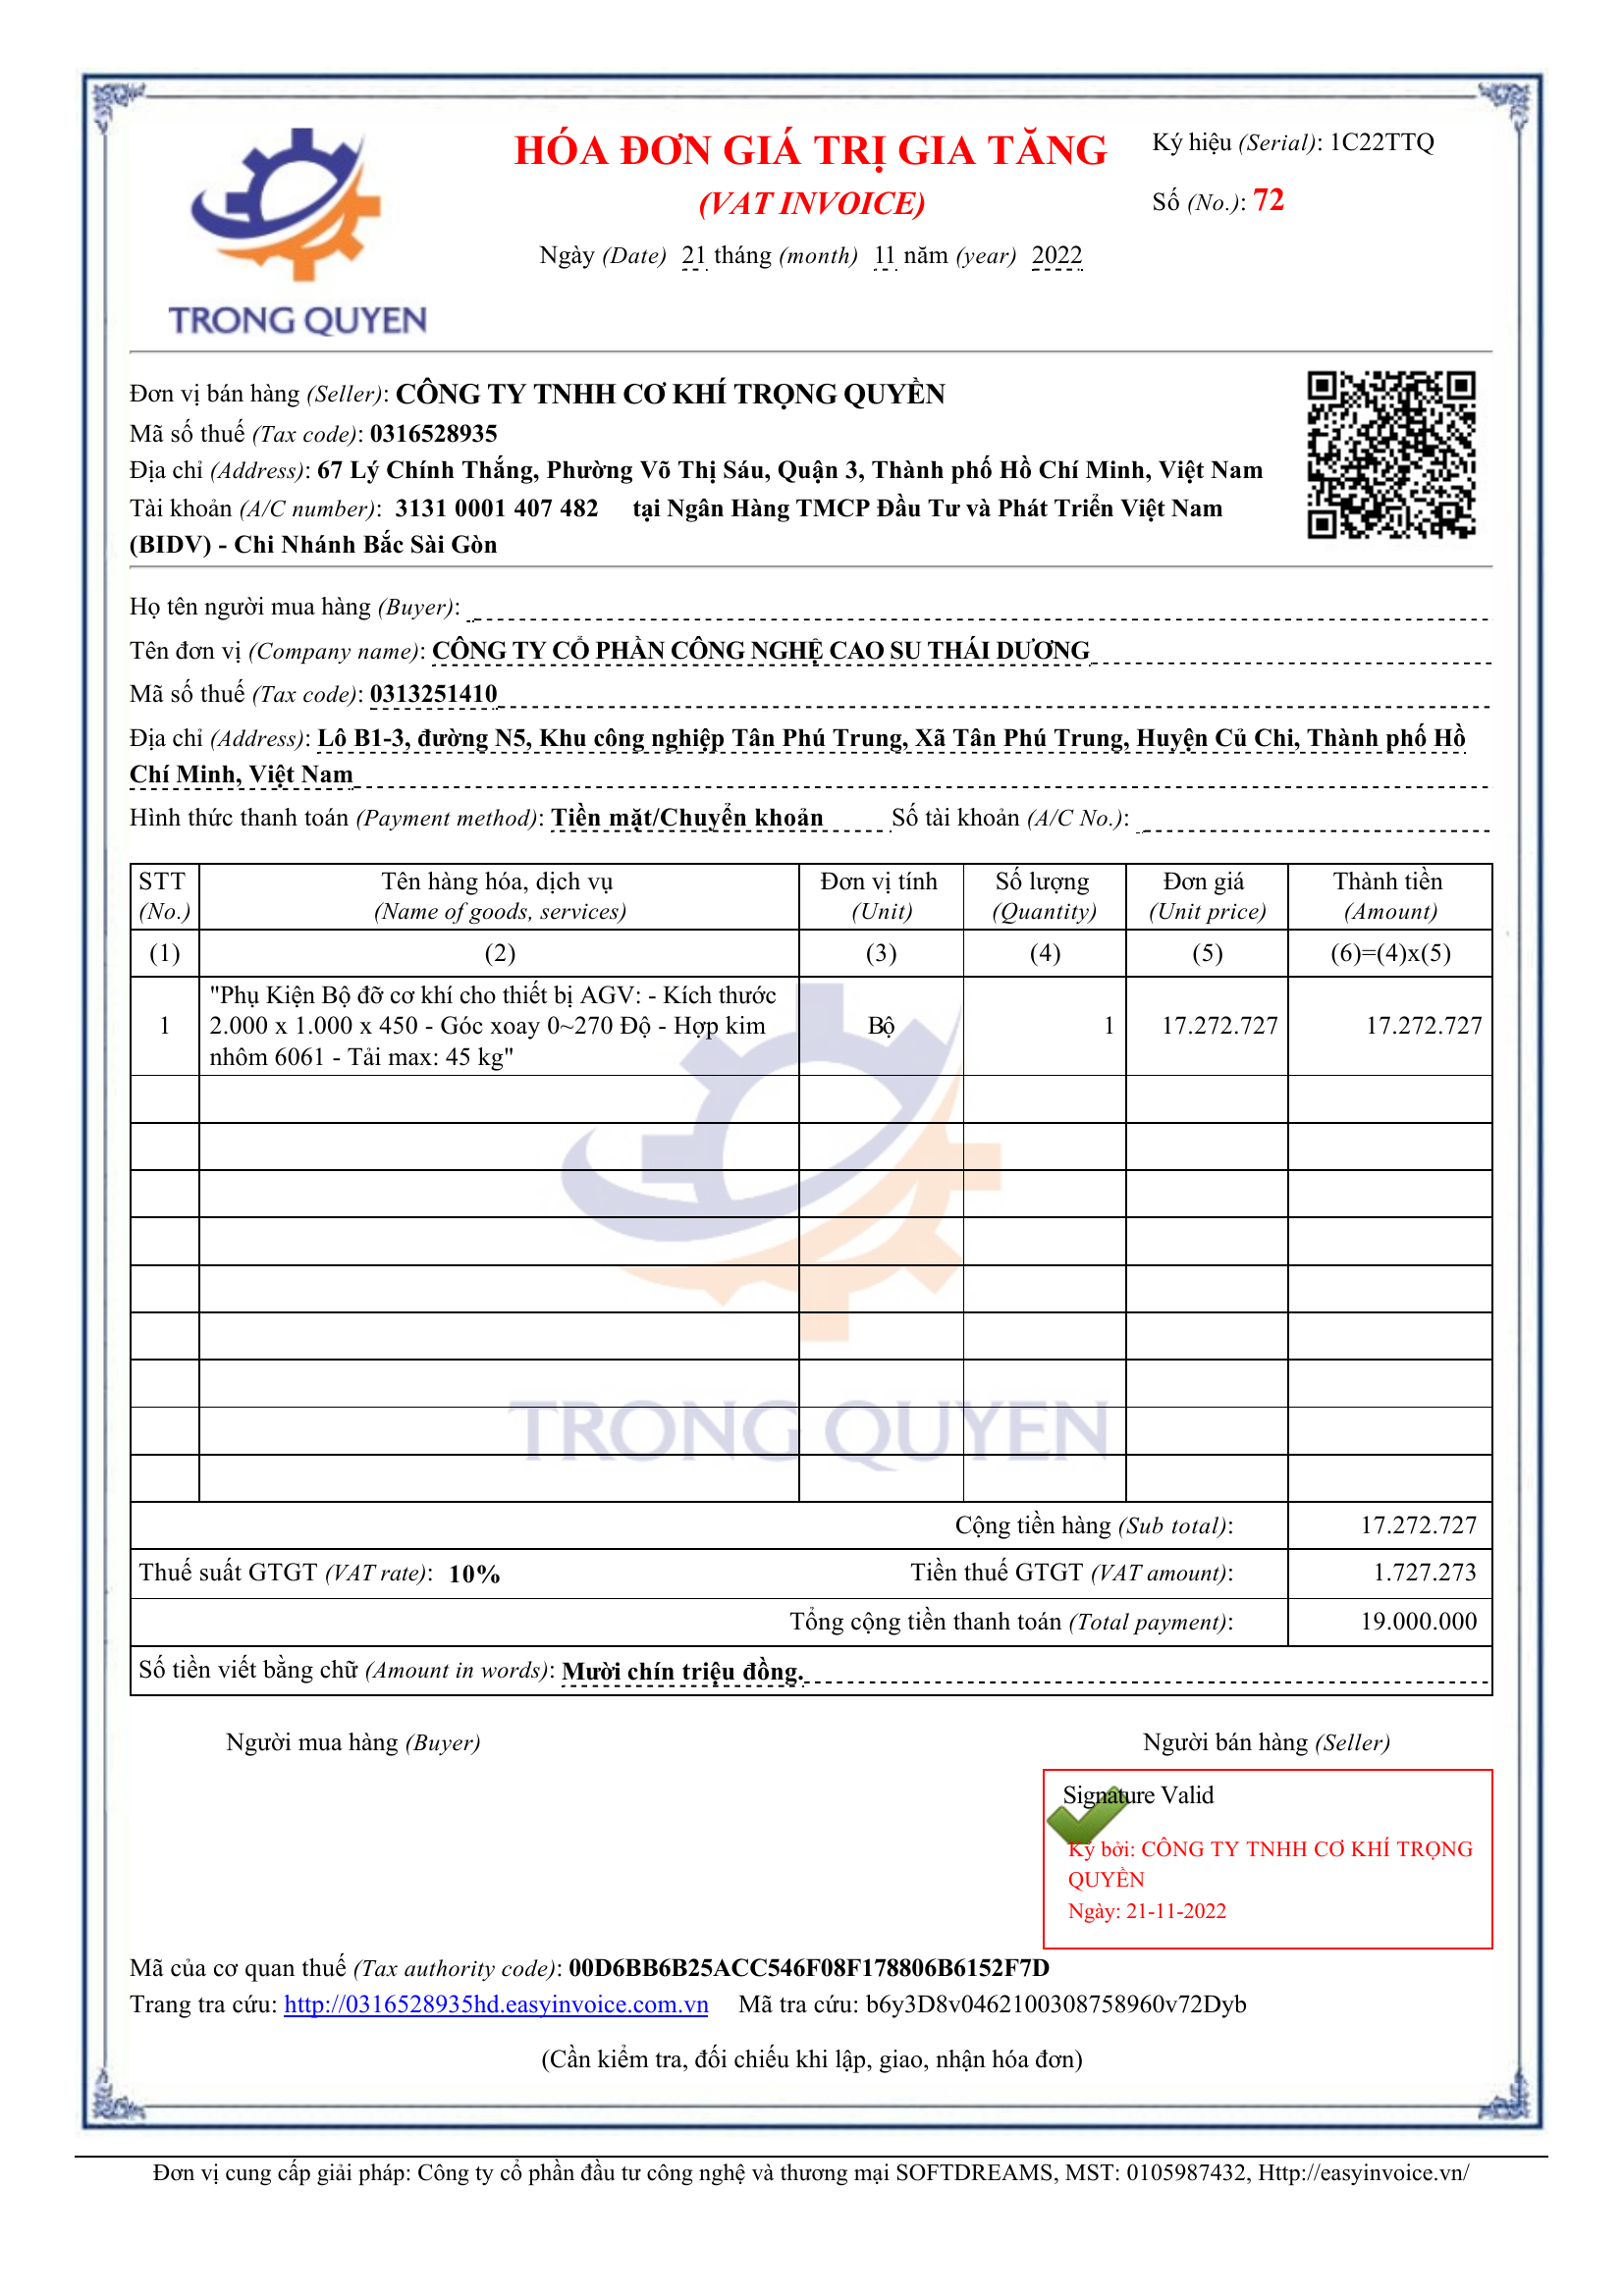 HÓA ĐƠN GIÁ TRỊ GIA TĂNG
(VAT INVOICE)
Ngày (Date) 21 tháng (month) 11 năm (year) 2022
Ký hiệu (Serial): 1C22TTQ
Số (No.): 72
TRONG QUYEN
Đơn vị bán hàng (Seller): CÔNG TY TNHH CƠ KHÍ TRỌNG QUYỀN
Mã số thuế (Tax code): 0316528935
Địa chỉ (Address): 67 Lý Chính Thắng, Phường Võ Thị Sáu, Quận 3, Thành phố Hồ Chí Minh, Việt Nam
Tài khoản (A/C number): 3131 0001 407 482 tại Ngân Hàng TMCP Đầu Tư và Phát Triển Việt Nam
(BIDV) - Chi Nhánh Bắc Sài Gòn
Họ tên người mua hàng (Buyer):
Tên đơn vị (Company name): CÔNG TY CỔ PHẦN CÔNG NGHỆ CAO SU THÁI DƯƠNG
Mã số thuế (Tax code): 0313251410
Địa chỉ (Address): Lô B1-3, đường N5, Khu công nghiệp Tân Phú Trung, Xã Tân Phú Trung, Huyện Củ Chi, Thành phố Hồ
Chí Minh, Việt Nam
Hình thức thanh toán (Payment method): Tiền mặt/Chuyển khoản Số tài khoản (A/C No.):
STT Tên hàng hóa, dịch vụ Đơn vị tính Số lượng Đơn giá Thành tiền
(No.) (Name of goods, services) (Unit) (Quantity) (Unit price) (Amount)
(1) (2) (3) (4) (5) (6)=(4)x(5)
"Phụ Kiện Bộ đỡ cơ khí cho thiết bị AGV: - Kích thước
1 2.000 x 1.000 x 450 - Góc xoay 0~270 Độ - Hợp kim Bộ 1 17.272.727 17.272.727
nhôm 6061 - Tải max: 45 kg"
TRONG QUYEN
Cộng tiền hàng (Sub total): 17.272.727
Thuế suất GTGT (VAT rate): 10% Tiền thuế GTGT (VAT amount): 1.727.273
Tổng cộng tiền thanh toán (Total payment): 19.000.000
Số tiền viết bằng chữ (Amount in words): Mười chín triệu đồng.
Người mua hàng (Buyer) Người bán hàng (Seller)
Signature Valid
Ký bởi: CÔNG TY TNHH CƠ KHÍ TRỌNG
QUYỀN
Ngày: 21-11-2022
Mã của cơ quan thuế (Tax authority code): 00D6BB6B25ACC546F08F178806B6152F7D
Trang tra cứu: http://0316528935hd.easyinvoice.com.vn Mã tra cứu: b6y3D8v0462100308758960v72Dyb
(Cần kiểm tra, đối chiếu khi lập, giao, nhận hóa đơn)
Đơn vị cung cấp giải pháp: Công ty cổ phần đầu tư công nghệ và thương mại SOFTDREAMS, MST: 0105987432, Http://easyinvoice.vn/